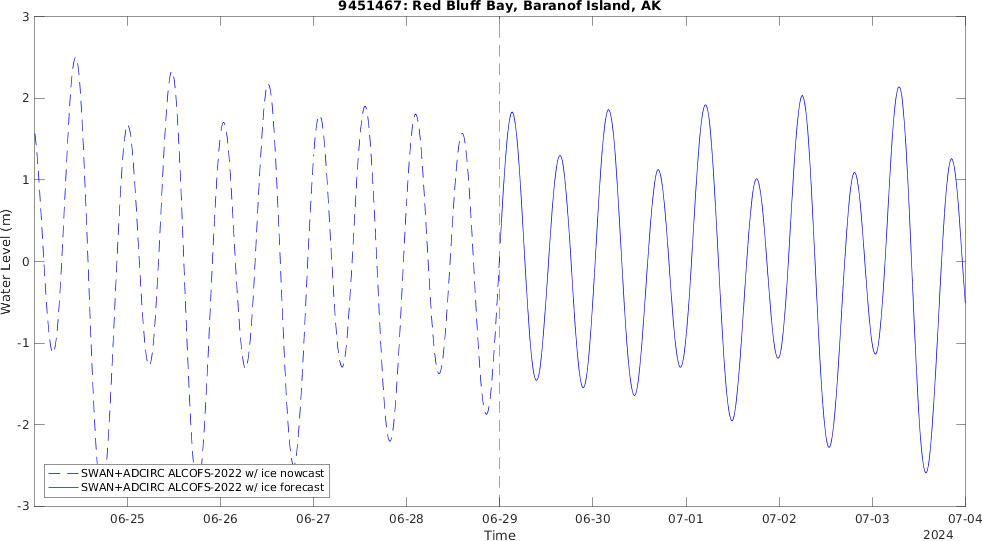 9451467: Red Bluff Bay, Baranof Island, AK
3
2
1
0
-1
-2
-3
Water Level (m)
SWAN+ADCIRC ALCOFS-2022 w/ ice nowcast
SWAN+ADCIRC ALCOFS-2022 w/ ice forecast
06-25 06-26 06-27 06-28 06-29 06-30 07-01 07-02 07-03 07-04
Time
2024